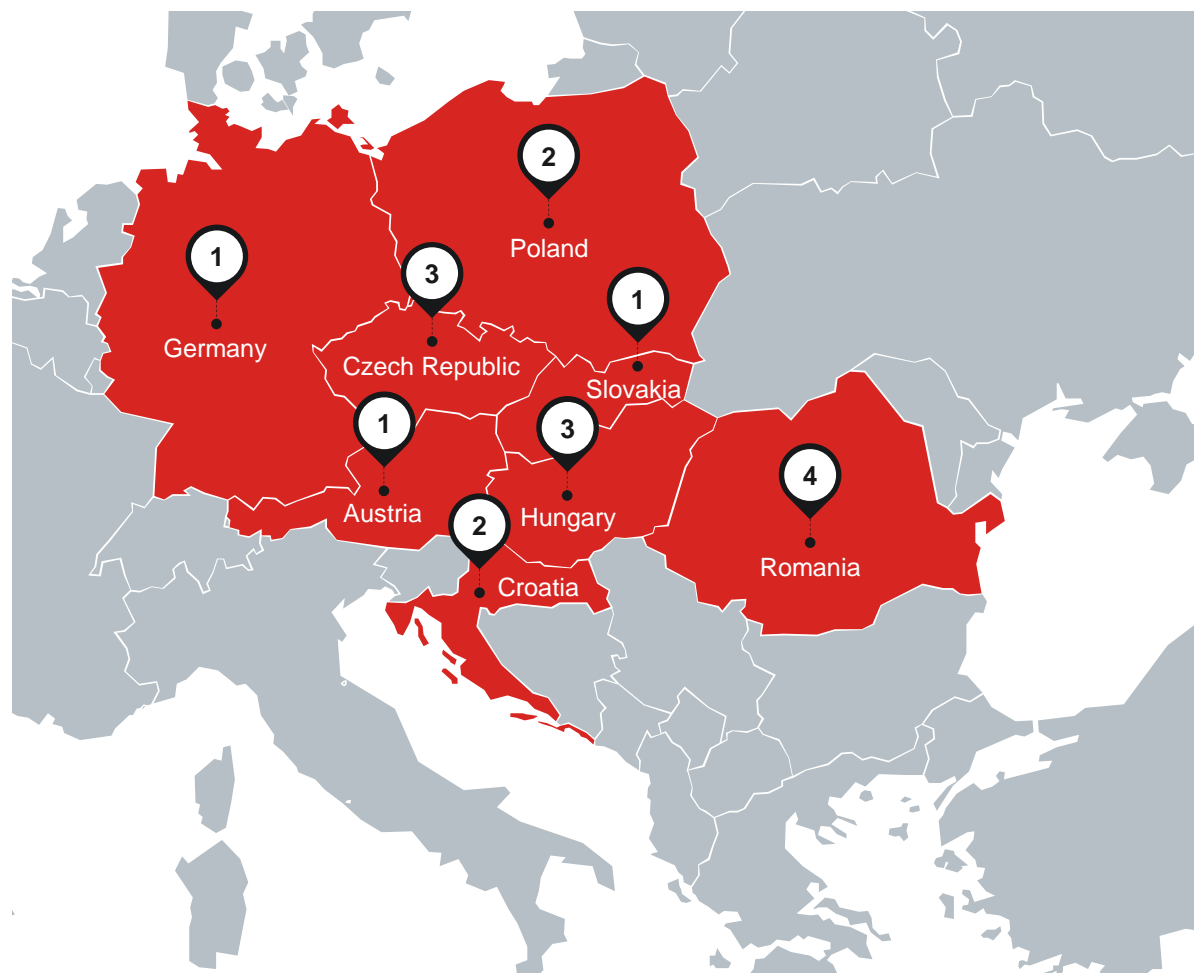 2
Poland
1
Germany
3
Czech Republic
1
Slovakia
1
Austria
3
Hungary
4
Romania
2
Croatia